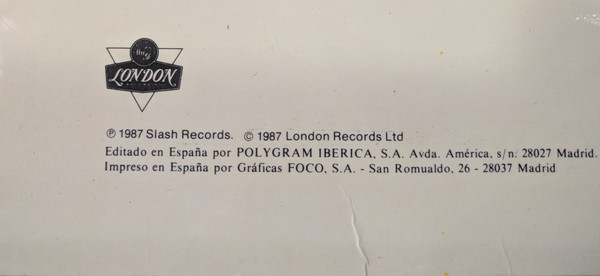 LONDON
℗ 1987 Slash Records. © 1987 London Records Ltd
Editado en España por POLYGRAM IBERICA, S.A. Avda. América, s/n. 28027 Madrid.
Impreso en España por Gráficas FOCO, S.A. - San Romualdo, 26 - 28037 Madrid